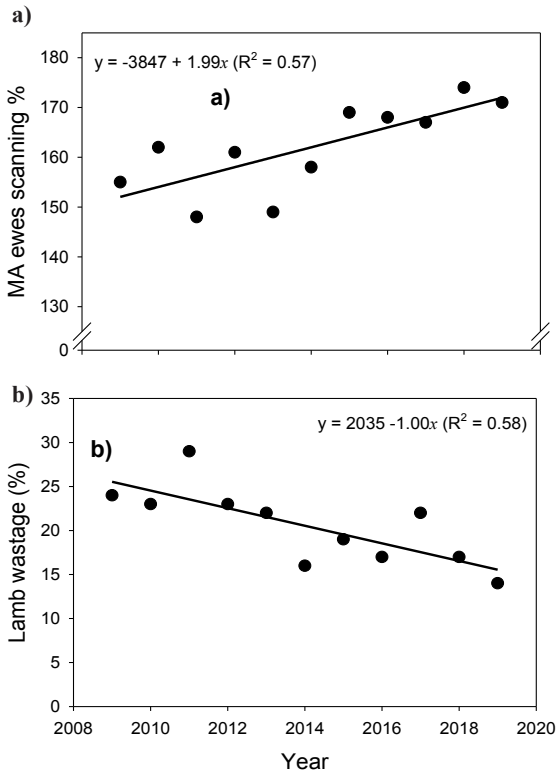 a)
y = -3847 + 1.99x (R² = 0.57)
a)
MA ewes scanning %
180
170
160
150
140
130
0
b)
y = 2035 -1.00x (R² = 0.58)
b)
Lamb wastage (%)
35
30
25
20
15
10
5
0
2008 2010 2012 2014 2016 2018 2020
Year